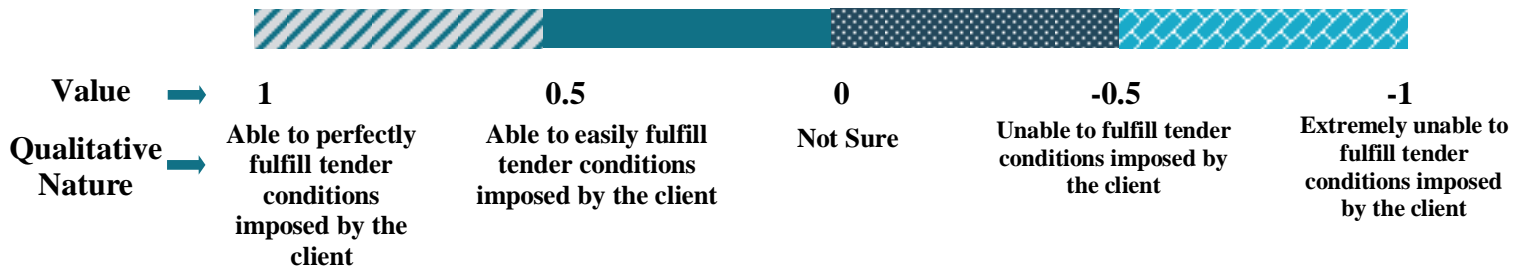 Value
1
0.5
0
-0.5
-1
Qualitative
Nature
Able to perfectly
fulfill tender
conditions
imposed by the
client
Able to easily fulfill
tender conditions
imposed by the client
Not Sure
Unable to fulfill tender
conditions imposed by
the client
Extremely unable to
fulfill tender
conditions imposed
by the client